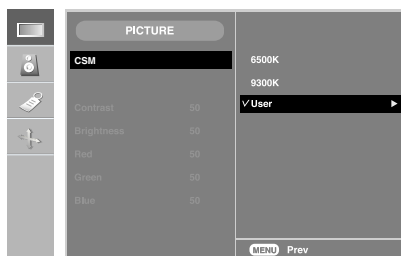 PICTURE
CSM
6500K
9300K
✓ User ▶
Contrast 50
Brightness 50
Red 50
Green 50
Blue 50
MENU Prev